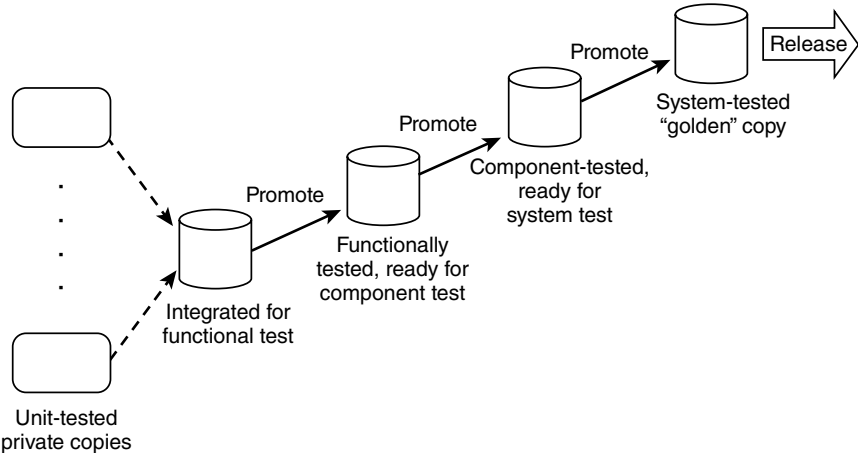 Promote
Release
System-tested
“golden” copy
Promote
Component-tested,
ready for
system test
Promote
Functionally
tested, ready for
component test
Integrated for
functional test
Unit-tested
private copies